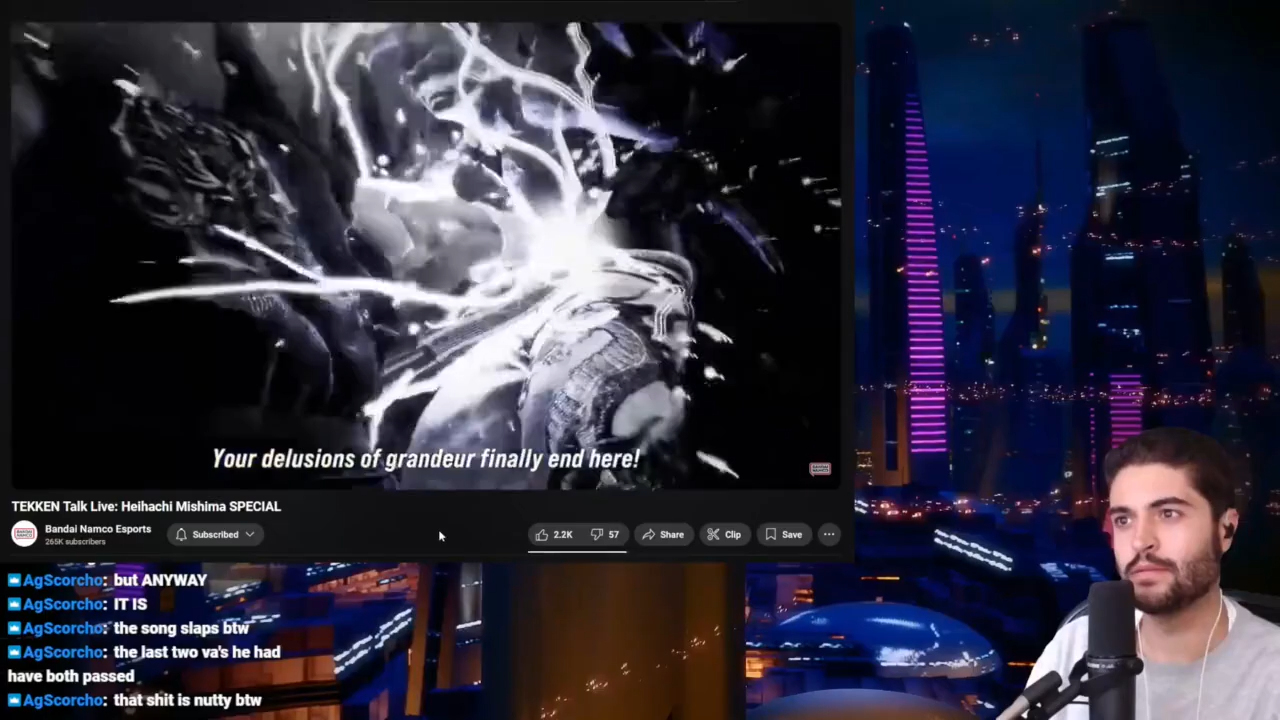 Your delusions of grandeur finally end here!
BANDAI
NAMCO
TEKKEN Talk Live: Heihachi Mishima SPECIAL
Bandai Namco Esports
265K subscribers
Subscribed
2.2K
57
Share
Clip
Save
AgScorcho: but ANYWAY
AgScorcho: IT IS
AgScorcho: the song slaps btw
AgScorcho: the last two va's he had
have both passed
AgScorcho: that shit is nutty btw